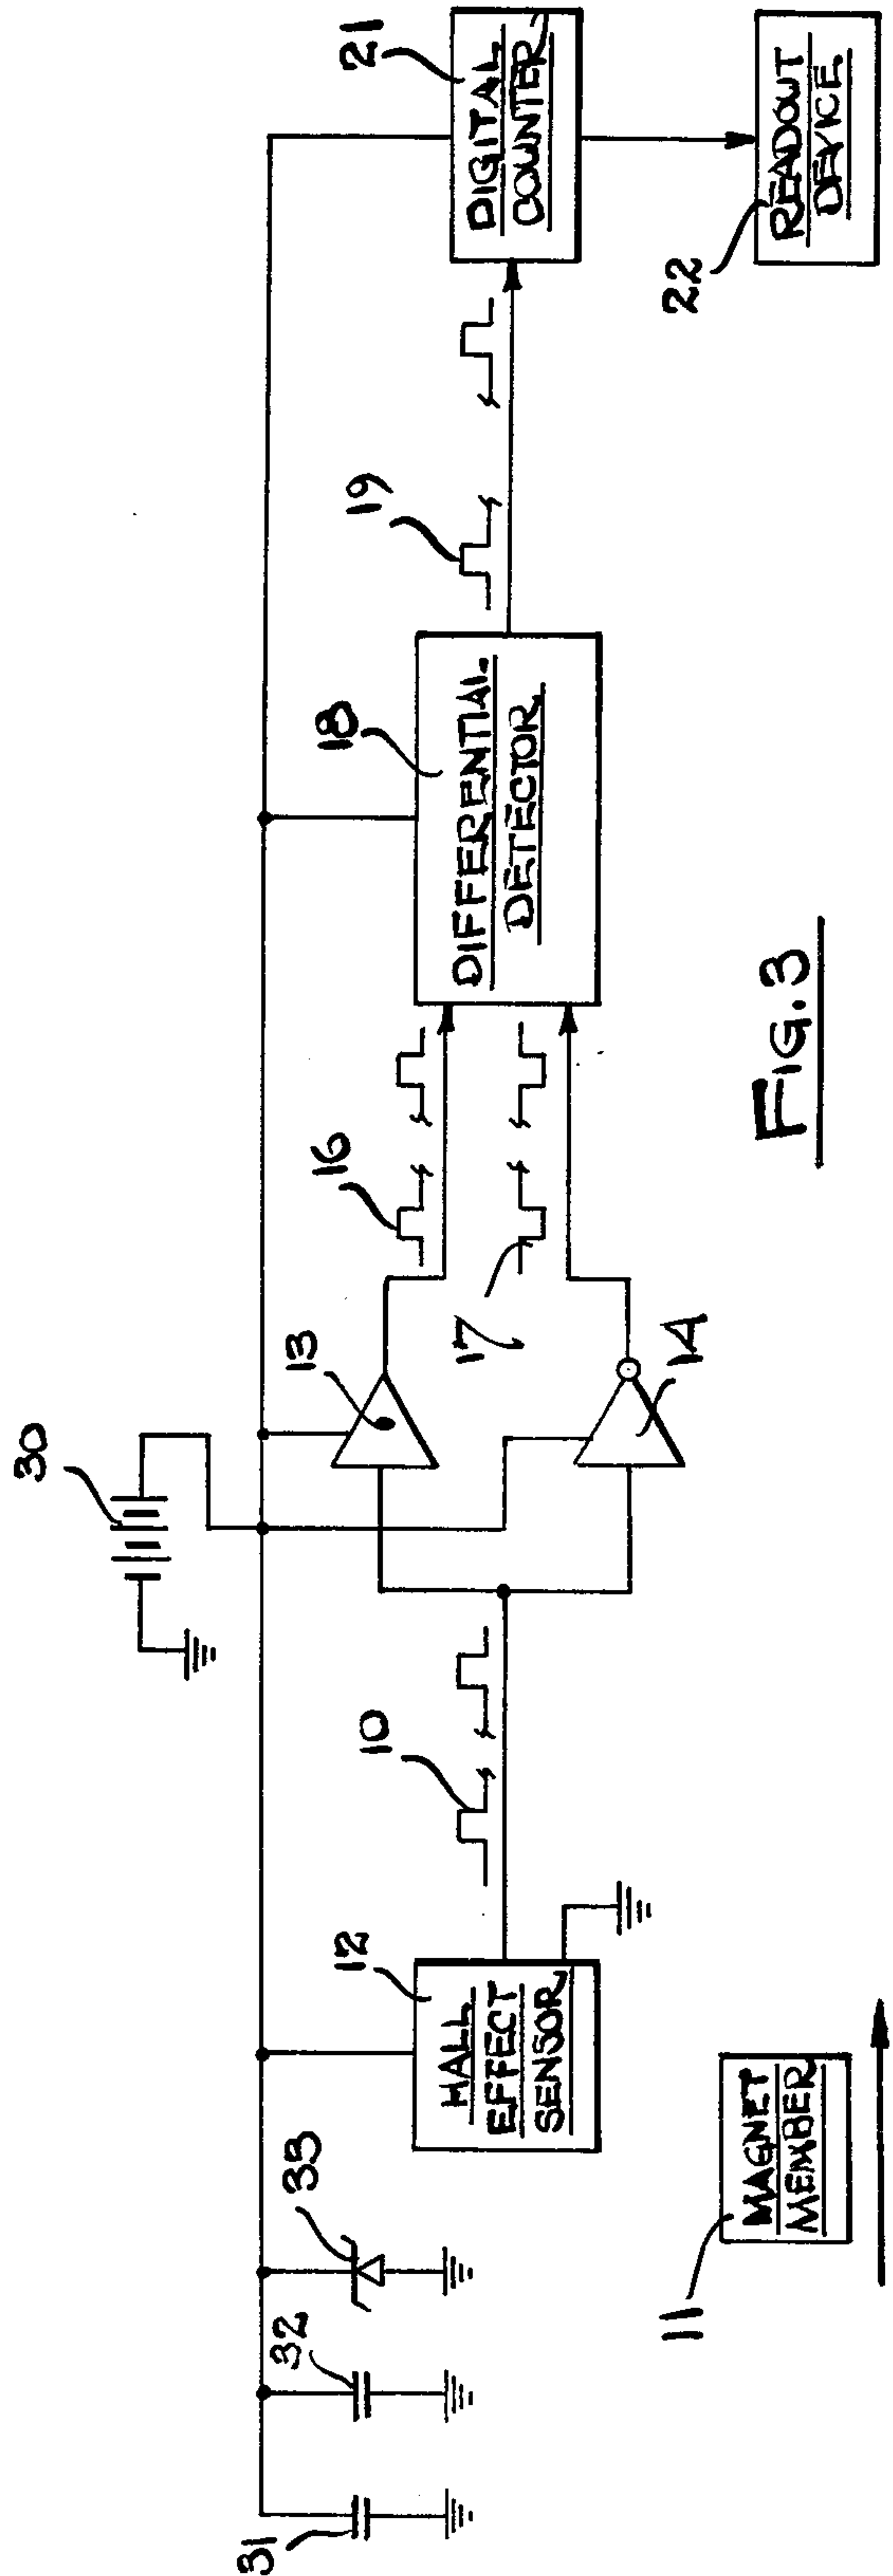 30
31
32
33
12
HALL
EFFECT
SENSOR
10
13
14
16
17
18
DIFFERENTIAL
DETECTOR
19
21
DIGITAL
COUNTER
22
READOUT
DEVICE
11
MAGNET
MEMBER
FIG. 3